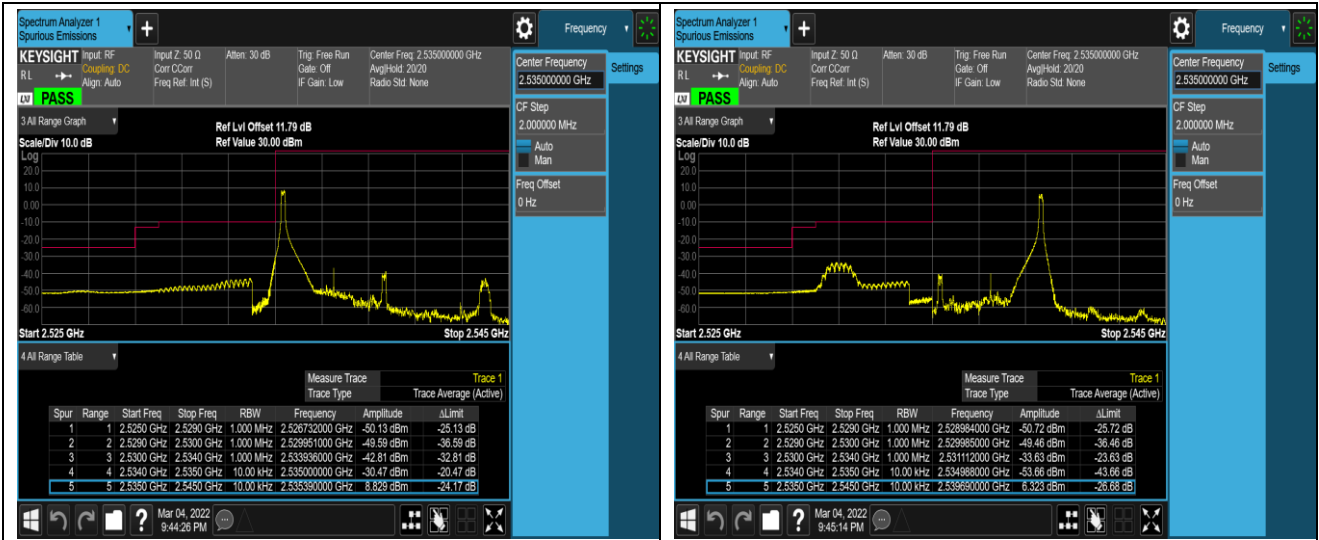 Spectrum Analyzer 1
Spurious Emissions
Frequency
KEYSIGHT
RL
Input: RF
Coupling: DC
Align: Auto
Input Z: 50 Ω
Corr CCorr
Freq Ref: Int (S)
Atten: 30 dB
Trig: Free Run
Gate: Off
IF Gain: Low
Center Freq: 2.535000000 GHz
Avg|Hold: 20/20
Radio Std: None
LXI PASS
Center Frequency
2.535000000 GHz
Settings
CF Step
2.000000 MHz
Auto
Man
Freq Offset
0 Hz
3 All Range Graph
Ref Lvl Offset 11.79 dB
Scale/Div 10.0 dB
Ref Value 30.00 dBm
Log
20.0
10.0
0.00
-10.0
-20.0
-30.0
-40.0
-50.0
-60.0
Start 2.525 GHz
Stop 2.545 GHz
4 All Range Table
Measure Trace Trace 1
Trace Type Trace Average (Active)
Spur Range Start Freq Stop Freq RBW Frequency Amplitude ΔLimit
1 1 2.5250 GHz 2.5290 GHz 1.000 MHz 2.526732000 GHz -50.13 dBm -25.13 dB
2 2 2.5290 GHz 2.5300 GHz 1.000 MHz 2.529951000 GHz -49.59 dBm -36.59 dB
3 3 2.5300 GHz 2.5340 GHz 1.000 MHz 2.533936000 GHz -42.81 dBm -32.81 dB
4 4 2.5340 GHz 2.5350 GHz 10.00 kHz 2.535000000 GHz -30.47 dBm -20.47 dB
5 5 2.5350 GHz 2.5450 GHz 10.00 kHz 2.535390000 GHz 8.829 dBm -24.17 dB
Mar 04, 2022
9:44:26 PM
Spectrum Analyzer 1
Spurious Emissions
Frequency
KEYSIGHT
RL
Input: RF
Coupling: DC
Align: Auto
Input Z: 50 Ω
Corr CCorr
Freq Ref: Int (S)
Atten: 30 dB
Trig: Free Run
Gate: Off
IF Gain: Low
Center Freq: 2.535000000 GHz
Avg|Hold: 20/20
Radio Std: None
LXI PASS
Center Frequency
2.535000000 GHz
Settings
CF Step
2.000000 MHz
Auto
Man
Freq Offset
0 Hz
3 All Range Graph
Ref Lvl Offset 11.79 dB
Scale/Div 10.0 dB
Ref Value 30.00 dBm
Log
20.0
10.0
0.00
-10.0
-20.0
-30.0
-40.0
-50.0
-60.0
Start 2.525 GHz
Stop 2.545 GHz
4 All Range Table
Measure Trace Trace 1
Trace Type Trace Average (Active)
Spur Range Start Freq Stop Freq RBW Frequency Amplitude ΔLimit
1 1 2.5250 GHz 2.5290 GHz 1.000 MHz 2.528984000 GHz -50.72 dBm -25.72 dB
2 2 2.5290 GHz 2.5300 GHz 1.000 MHz 2.529985000 GHz -49.46 dBm -36.46 dB
3 3 2.5300 GHz 2.5340 GHz 1.000 MHz 2.531112000 GHz -33.63 dBm -23.63 dB
4 4 2.5340 GHz 2.5350 GHz 10.00 kHz 2.534988000 GHz -53.66 dBm -43.66 dB
5 5 2.5350 GHz 2.5450 GHz 10.00 kHz 2.539690000 GHz 6.323 dBm -26.68 dB
Mar 04, 2022
9:45:14 PM